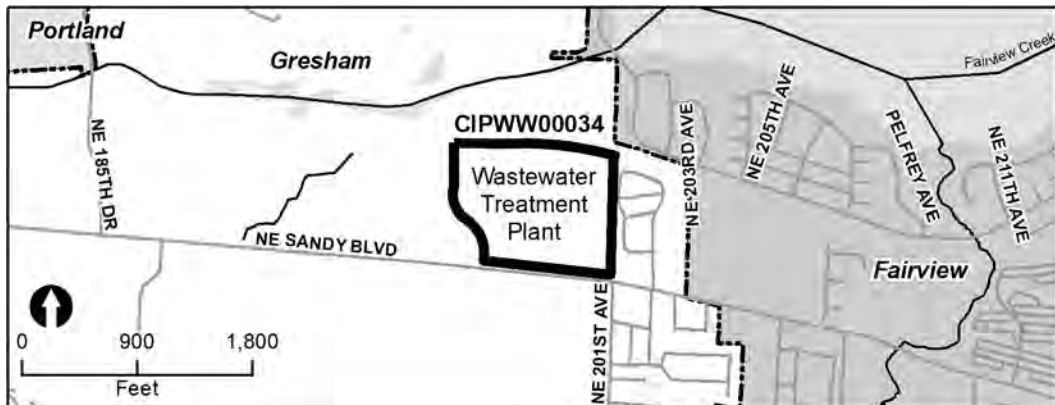 Portland
Gresham
Fairview Creek
CIPWW00034
NE 185TH DR
NE 203RD AVE
NE 205TH AVE
PELFREY AVE
NE 211TH AVE
Wastewater
Treatment
Plant
NE SANDY BLVD
Fairview
NE 201ST AVE
0 900 1,800
Feet